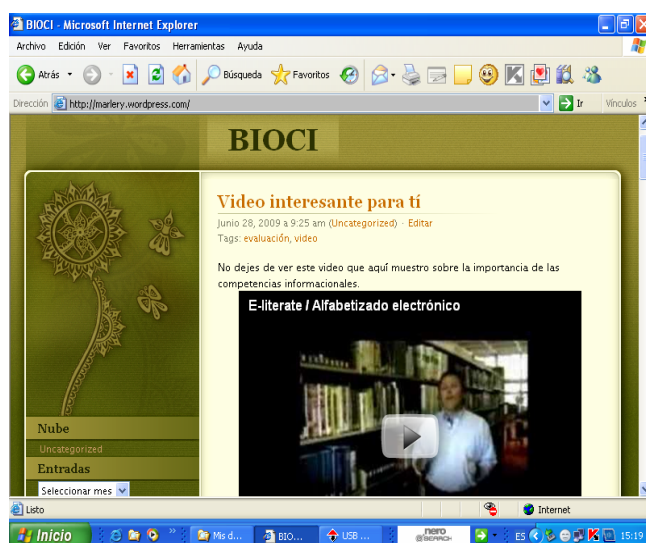 BIOCI - Microsoft Internet Explorer
Archivo Edición Ver Favoritos Herramientas Ayuda
Atrás Búsqueda Favoritos
Dirección http://marlery.wordpress.com/ Ir Vínculos
BIOCI
Video interesante para tí
Junio 28, 2009 a 9:25 am (Uncategorized) · Editar
Tags: evaluación, video
No dejes de ver este video que aquí muestro sobre la importancia de las
competencias informacionales.
E-literate / Alfabetizado electrónico
Nube
Uncategorized
Entradas
Seleccionar mes
Listo Internet
Inicio Mis d... BIO... USB ... nero SEARCH ES 15:19